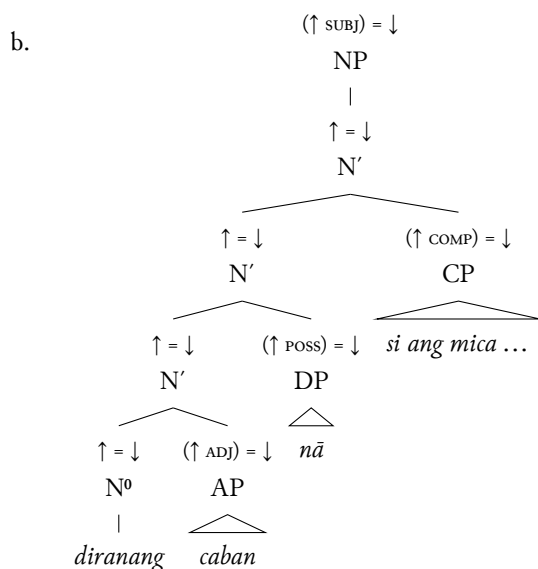 b.
(↑ SUBJ) = ↓
NP
↑ = ↓
N′
↑ = ↓ (↑ COMP) = ↓
N′ CP
↑ = ↓ (↑ POSS) = ↓ si ang mica …
N′ DP
↑ = ↓ (↑ ADJ) = ↓ nā
N⁰ AP
diranang caban